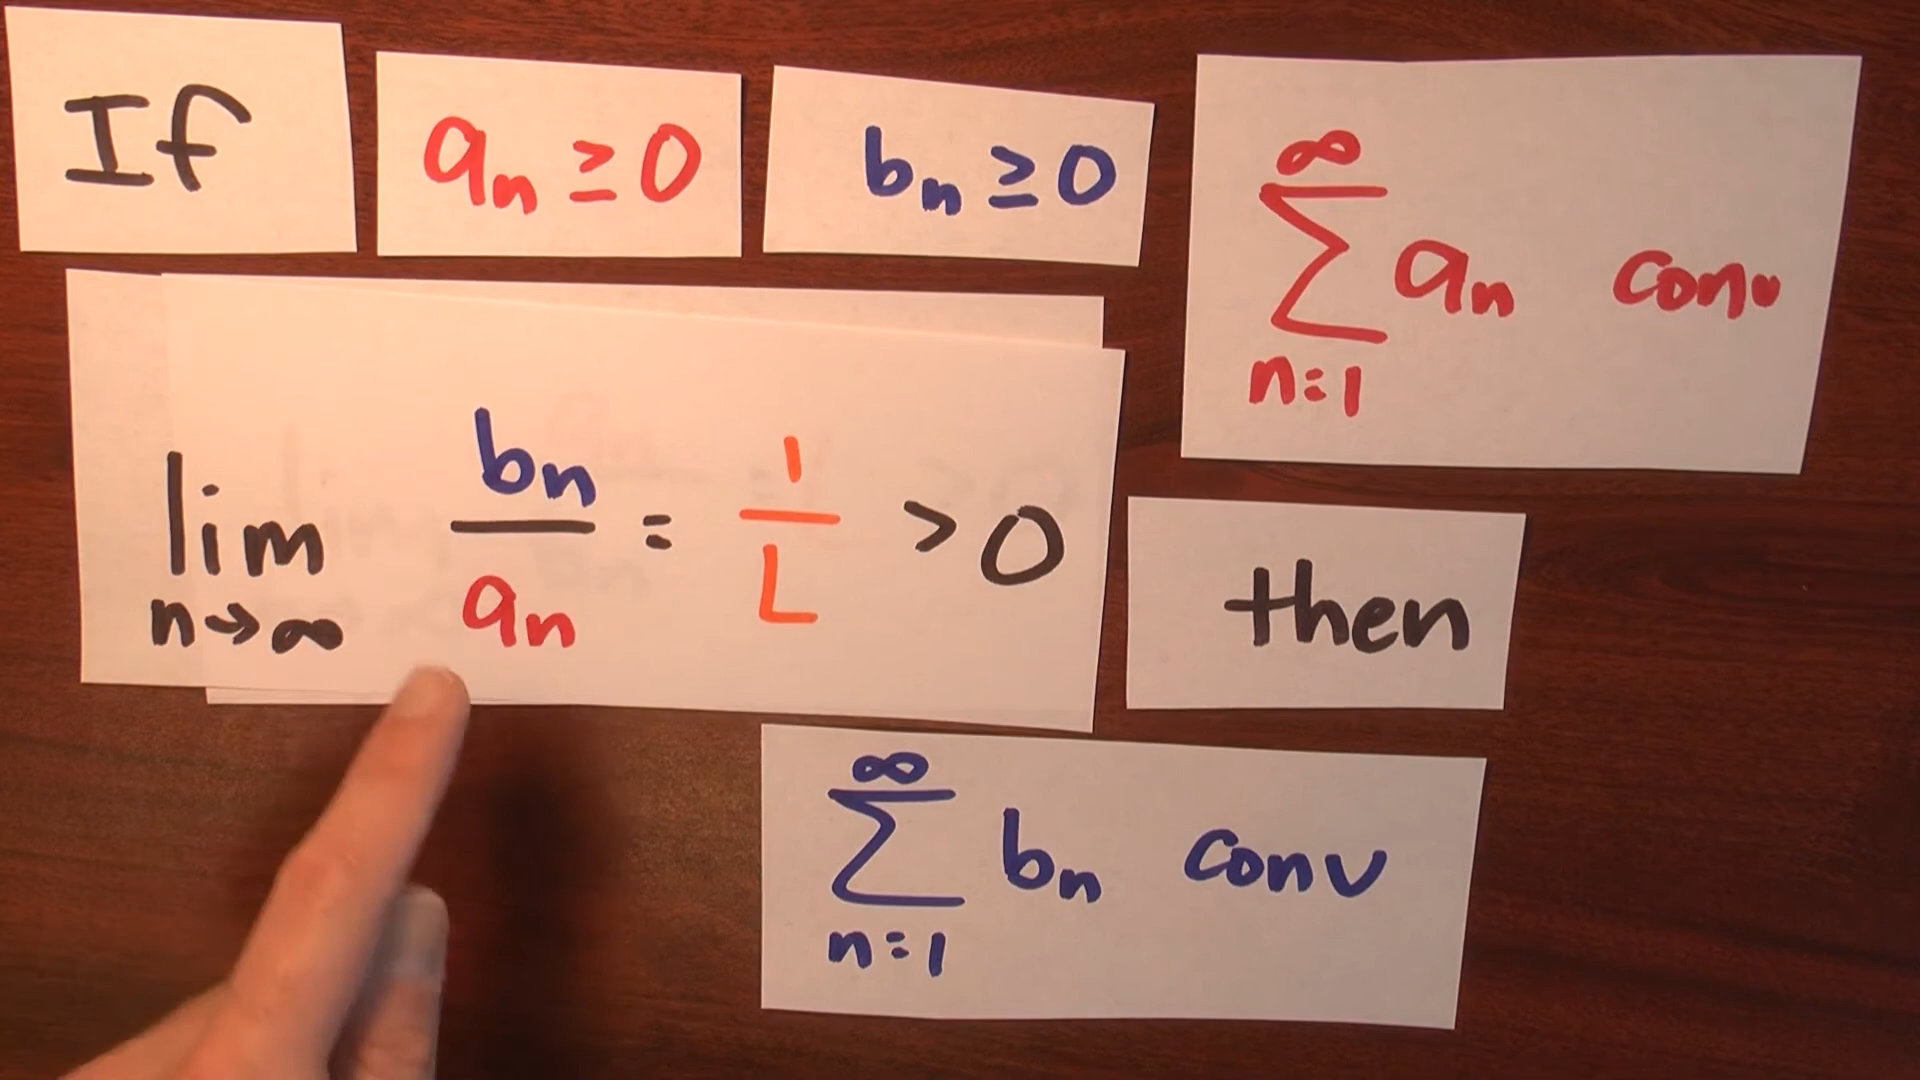 If
aₙ ≥ 0
bₙ ≥ 0
∞
∑ aₙ conv
n=1
lim bₙ/aₙ = 1/L > 0
n→∞
then
∞
∑ bₙ conv
n=1